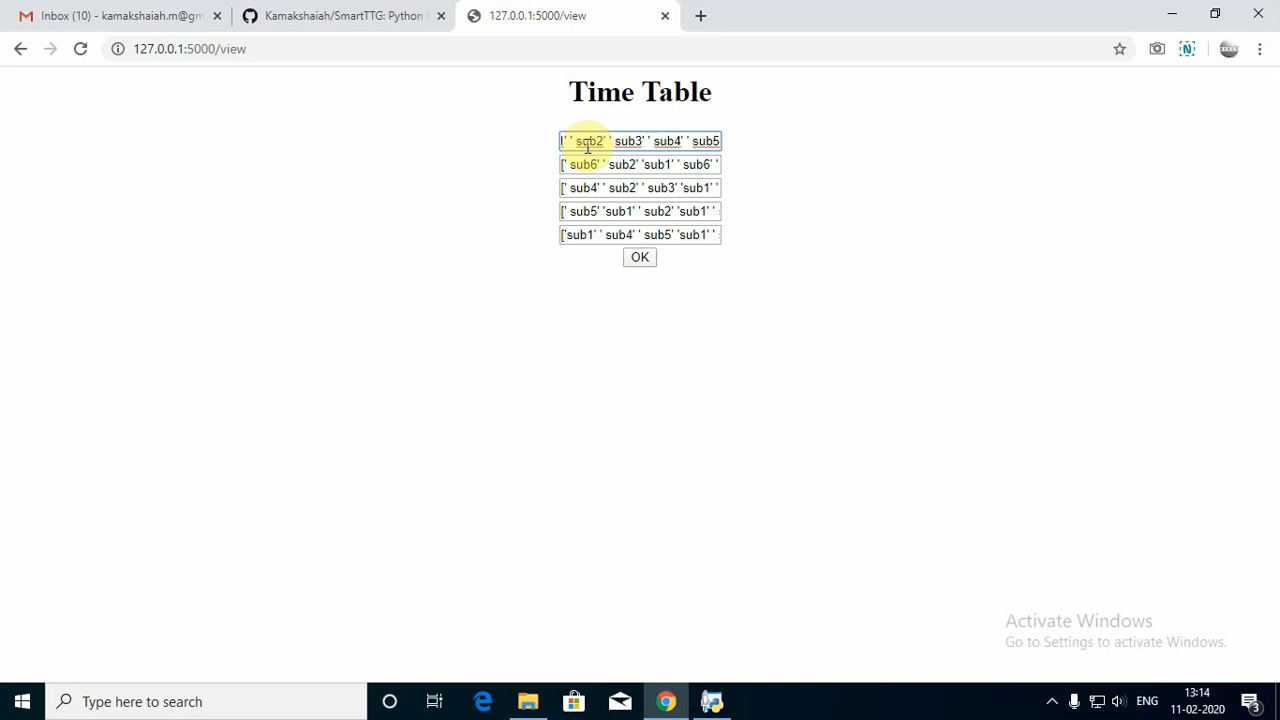 Inbox (10) - kamakshaiah.m@gm
Kamakshaiah/SmartTTG: Python
127.0.0.1:5000/view
127.0.0.1:5000/view
Time Table
' ' sub2' ' sub3' ' sub4' ' sub5
[' sub6' ' sub2' 'sub1' ' sub6' '
[' sub4' ' sub2' ' sub3' 'sub1' '
[' sub5' 'sub1' ' sub2' 'sub1' '
['sub1' ' sub4' ' sub5' 'sub1' '
OK
Activate Windows
Go to Settings to activate Windows.
Type here to search
ENG
13:14
11-02-2020
3